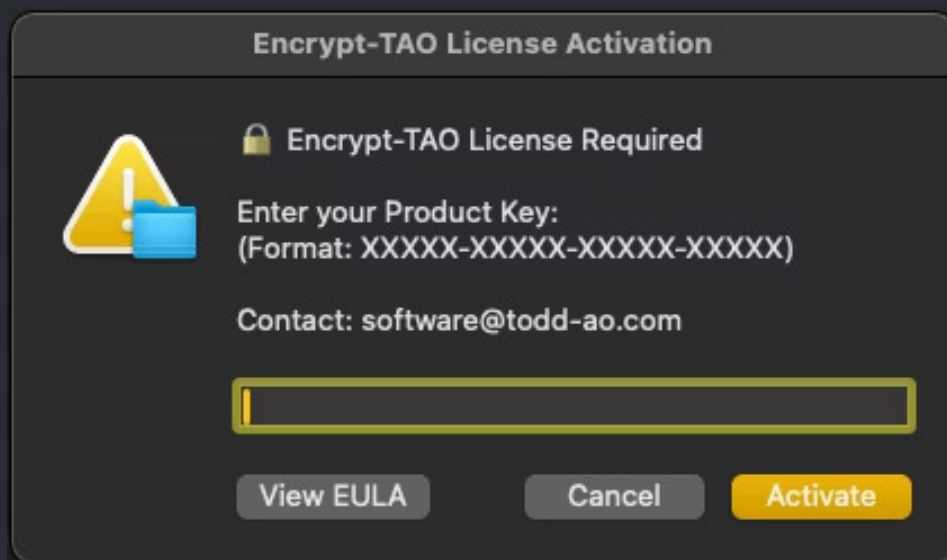 Encrypt-TAO License Activation
🔒 Encrypt-TAO License Required
Enter your Product Key:
(Format: XXXXX-XXXXX-XXXXX-XXXXX)
Contact: software@todd-ao.com
View EULA
Cancel
Activate